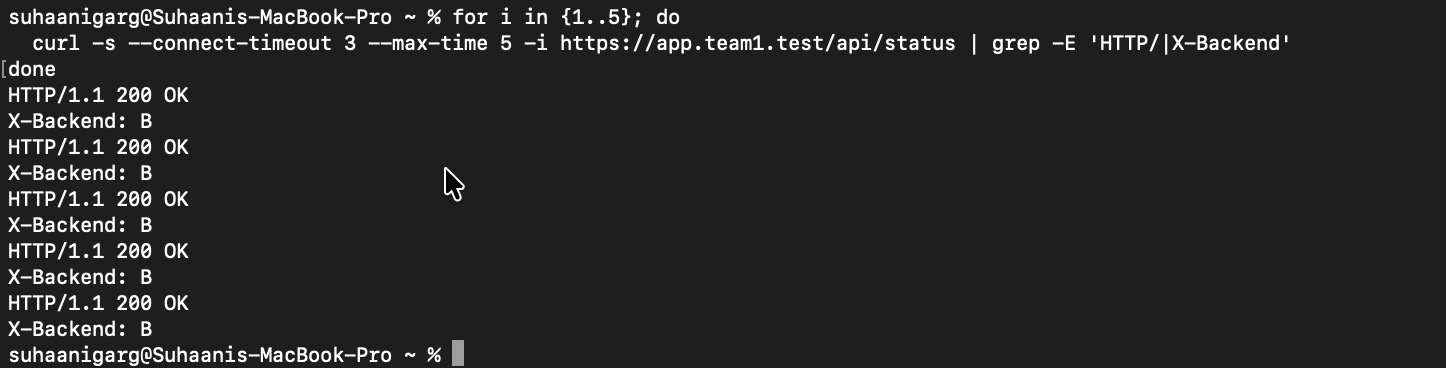 suhaanigarg@Suhaanis-MacBook-Pro ~ % for i in {1..5}; do
  curl -s --connect-timeout 3 --max-time 5 -i https://app.team1.test/api/status | grep -E 'HTTP/|X-Backend'
[done
HTTP/1.1 200 OK
X-Backend: B
HTTP/1.1 200 OK
X-Backend: B
HTTP/1.1 200 OK
X-Backend: B
HTTP/1.1 200 OK
X-Backend: B
HTTP/1.1 200 OK
X-Backend: B
suhaanigarg@Suhaanis-MacBook-Pro ~ %